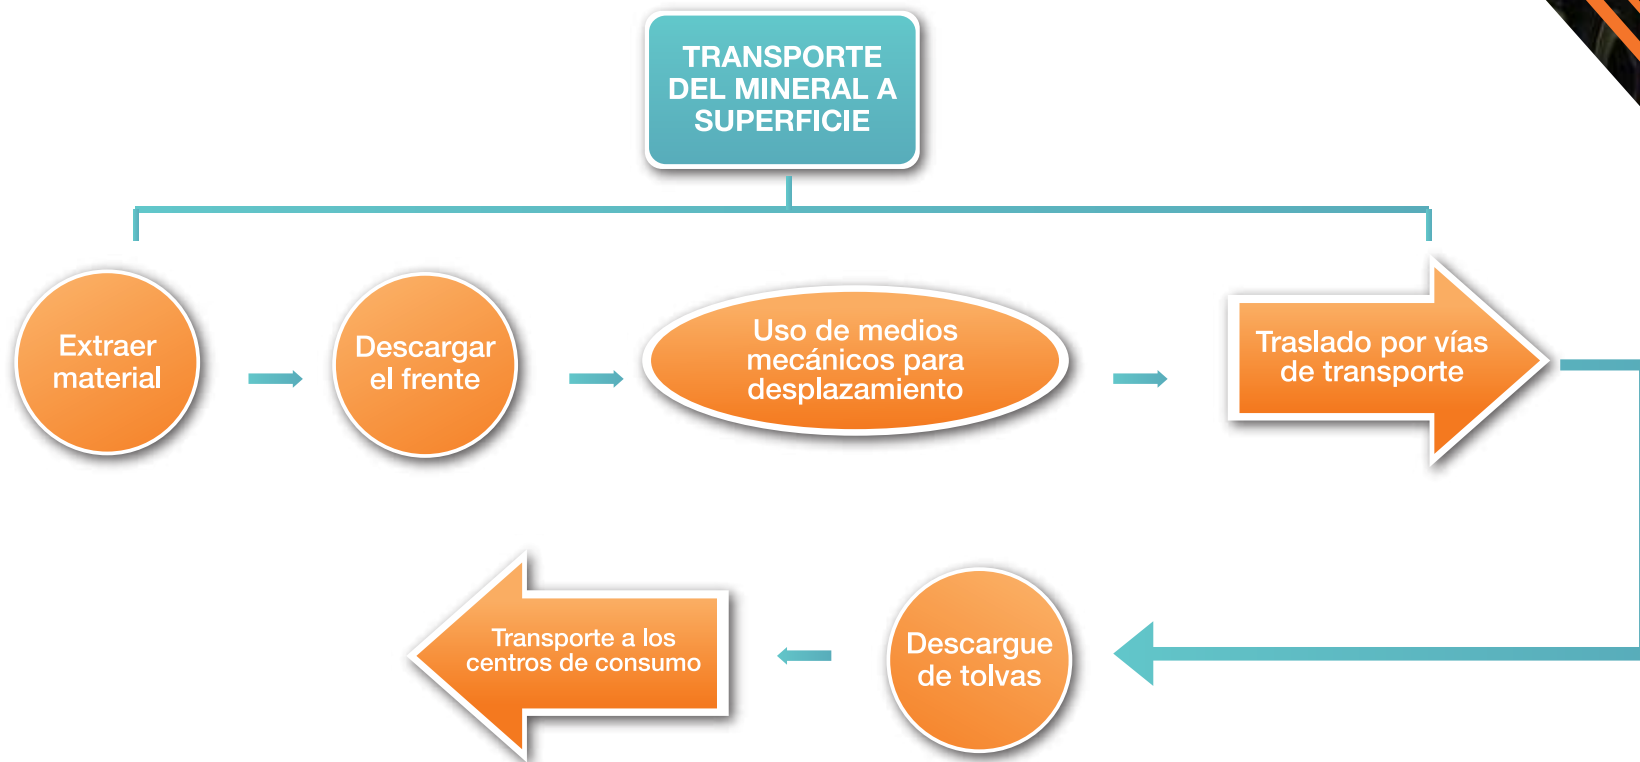 TRANSPORTE
DEL MINERAL A
SUPERFICIE
Extraer
material
Descargar
el frente
Uso de medios
mecánicos para
desplazamiento
Traslado por vías
de transporte
Descargue
de tolvas
Transporte a los
centros de consumo